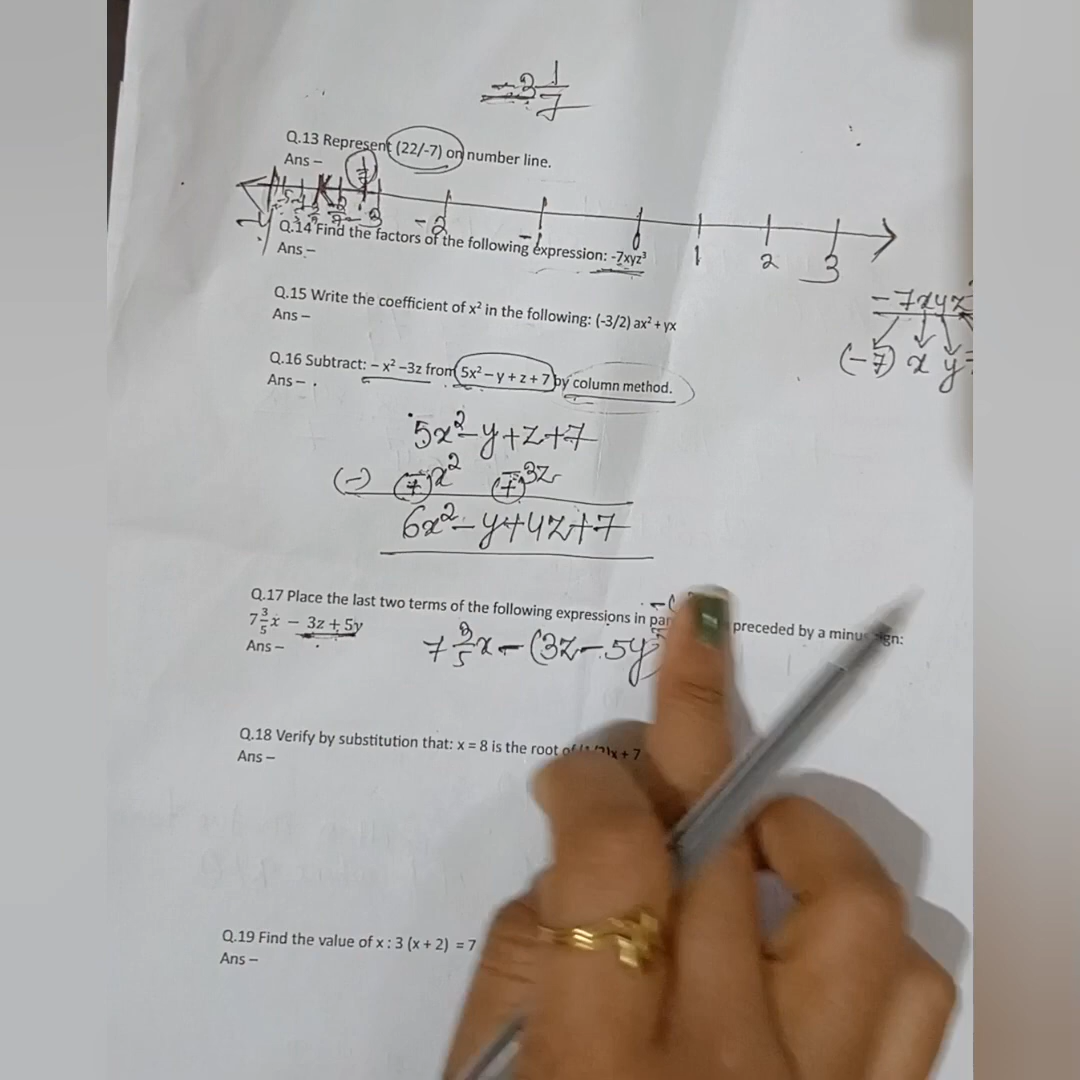 -3 1/7
Q.13 Represent (22/-7) on number line.
Ans –
-2 -1 0 1 2 3
Q.14 Find the factors of the following expression: -7xyz³
Ans –
-7xyz
(-7) x y
Q.15 Write the coefficient of x² in the following: (-3/2) ax² + yx
Ans –
Q.16 Subtract: – x² –3z from 5x² – y + z + 7 by column method.
Ans –
5x² - y + z + 7
(-) x² 3z
6x² - y + 4z + 7
Q.17 Place the last two terms of the following expressions in preceded by a minus sign:
7 3/5 x – 3z + 5y
Ans –
7 3/5 x - (3z - 5y)
Q.18 Verify by substitution that: x = 8 is the root of x + 7
Ans –
Q.19 Find the value of x : 3 (x + 2) = 7
Ans –